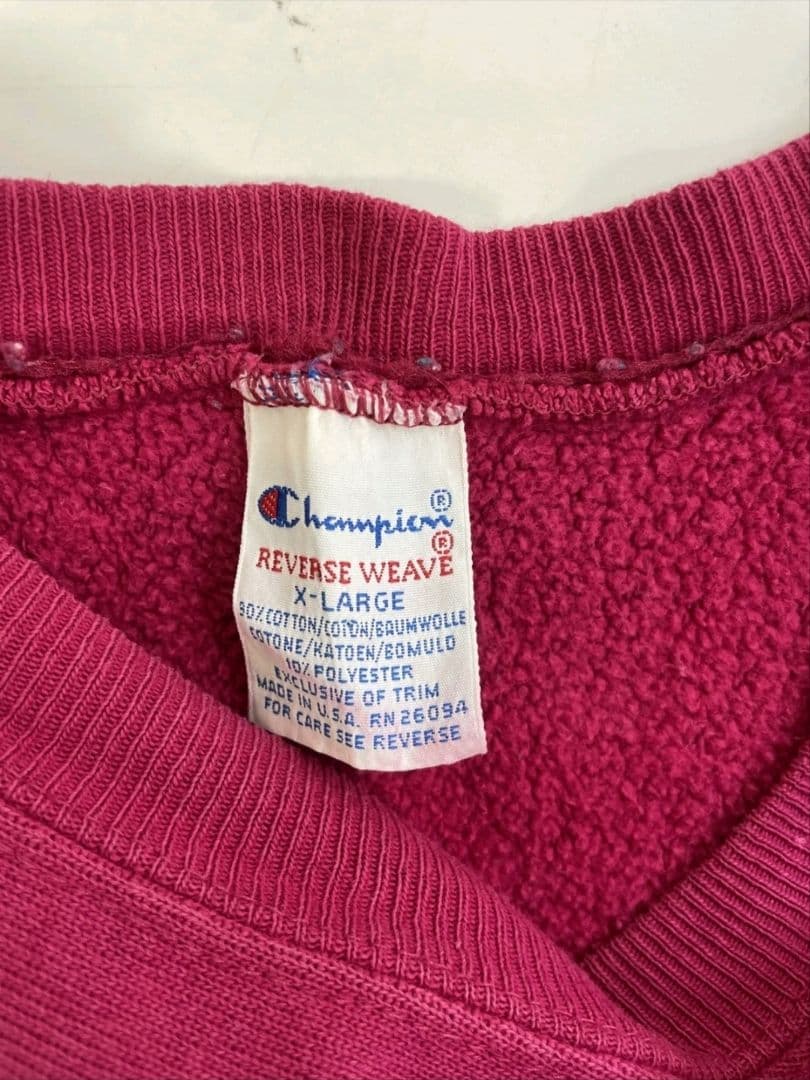 Champion®
REVERSE WEAVE®
X-LARGE
90% COTTON/COTON/BAUMWOLLE
COTONE/KATOEN/BOMULD
10% POLYESTER
EXCLUSIVE OF TRIM
MADE IN U.S.A. RN 26094
FOR CARE SEE REVERSE